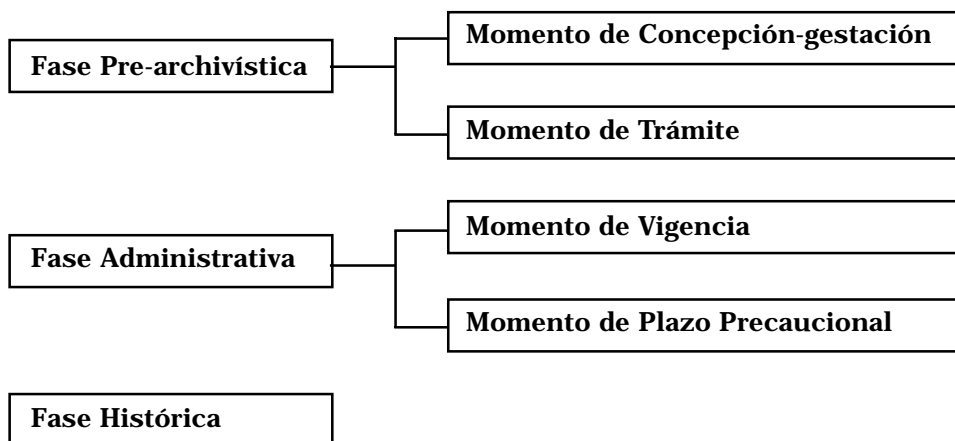 Fase Pre-archivística
Momento de Concepción-gestación
Momento de Trámite
Fase Administrativa
Momento de Vigencia
Momento de Plazo Precaucional
Fase Histórica